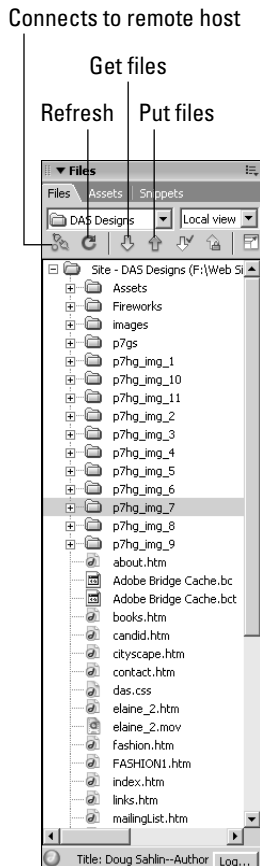 Connects to remote host
Get files
Refresh Put files
Files
Files Assets Snippets
DAS Designs Local view
Site - DAS Designs (F:\Web Si
Assets
Fireworks
images
p7gs
p7hg_img_1
p7hg_img_10
p7hg_img_11
p7hg_img_2
p7hg_img_3
p7hg_img_4
p7hg_img_5
p7hg_img_6
p7hg_img_7
p7hg_img_8
p7hg_img_9
about.htm
Adobe Bridge Cache.bc
Adobe Bridge Cache.bct
books.htm
candid.htm
cityscape.htm
contact.htm
das.css
elaine_2.htm
elaine_2.mov
fashion.htm
FASHION1.htm
index.htm
links.htm
mailingList.htm
Title: Doug Sahlin--Author Log...